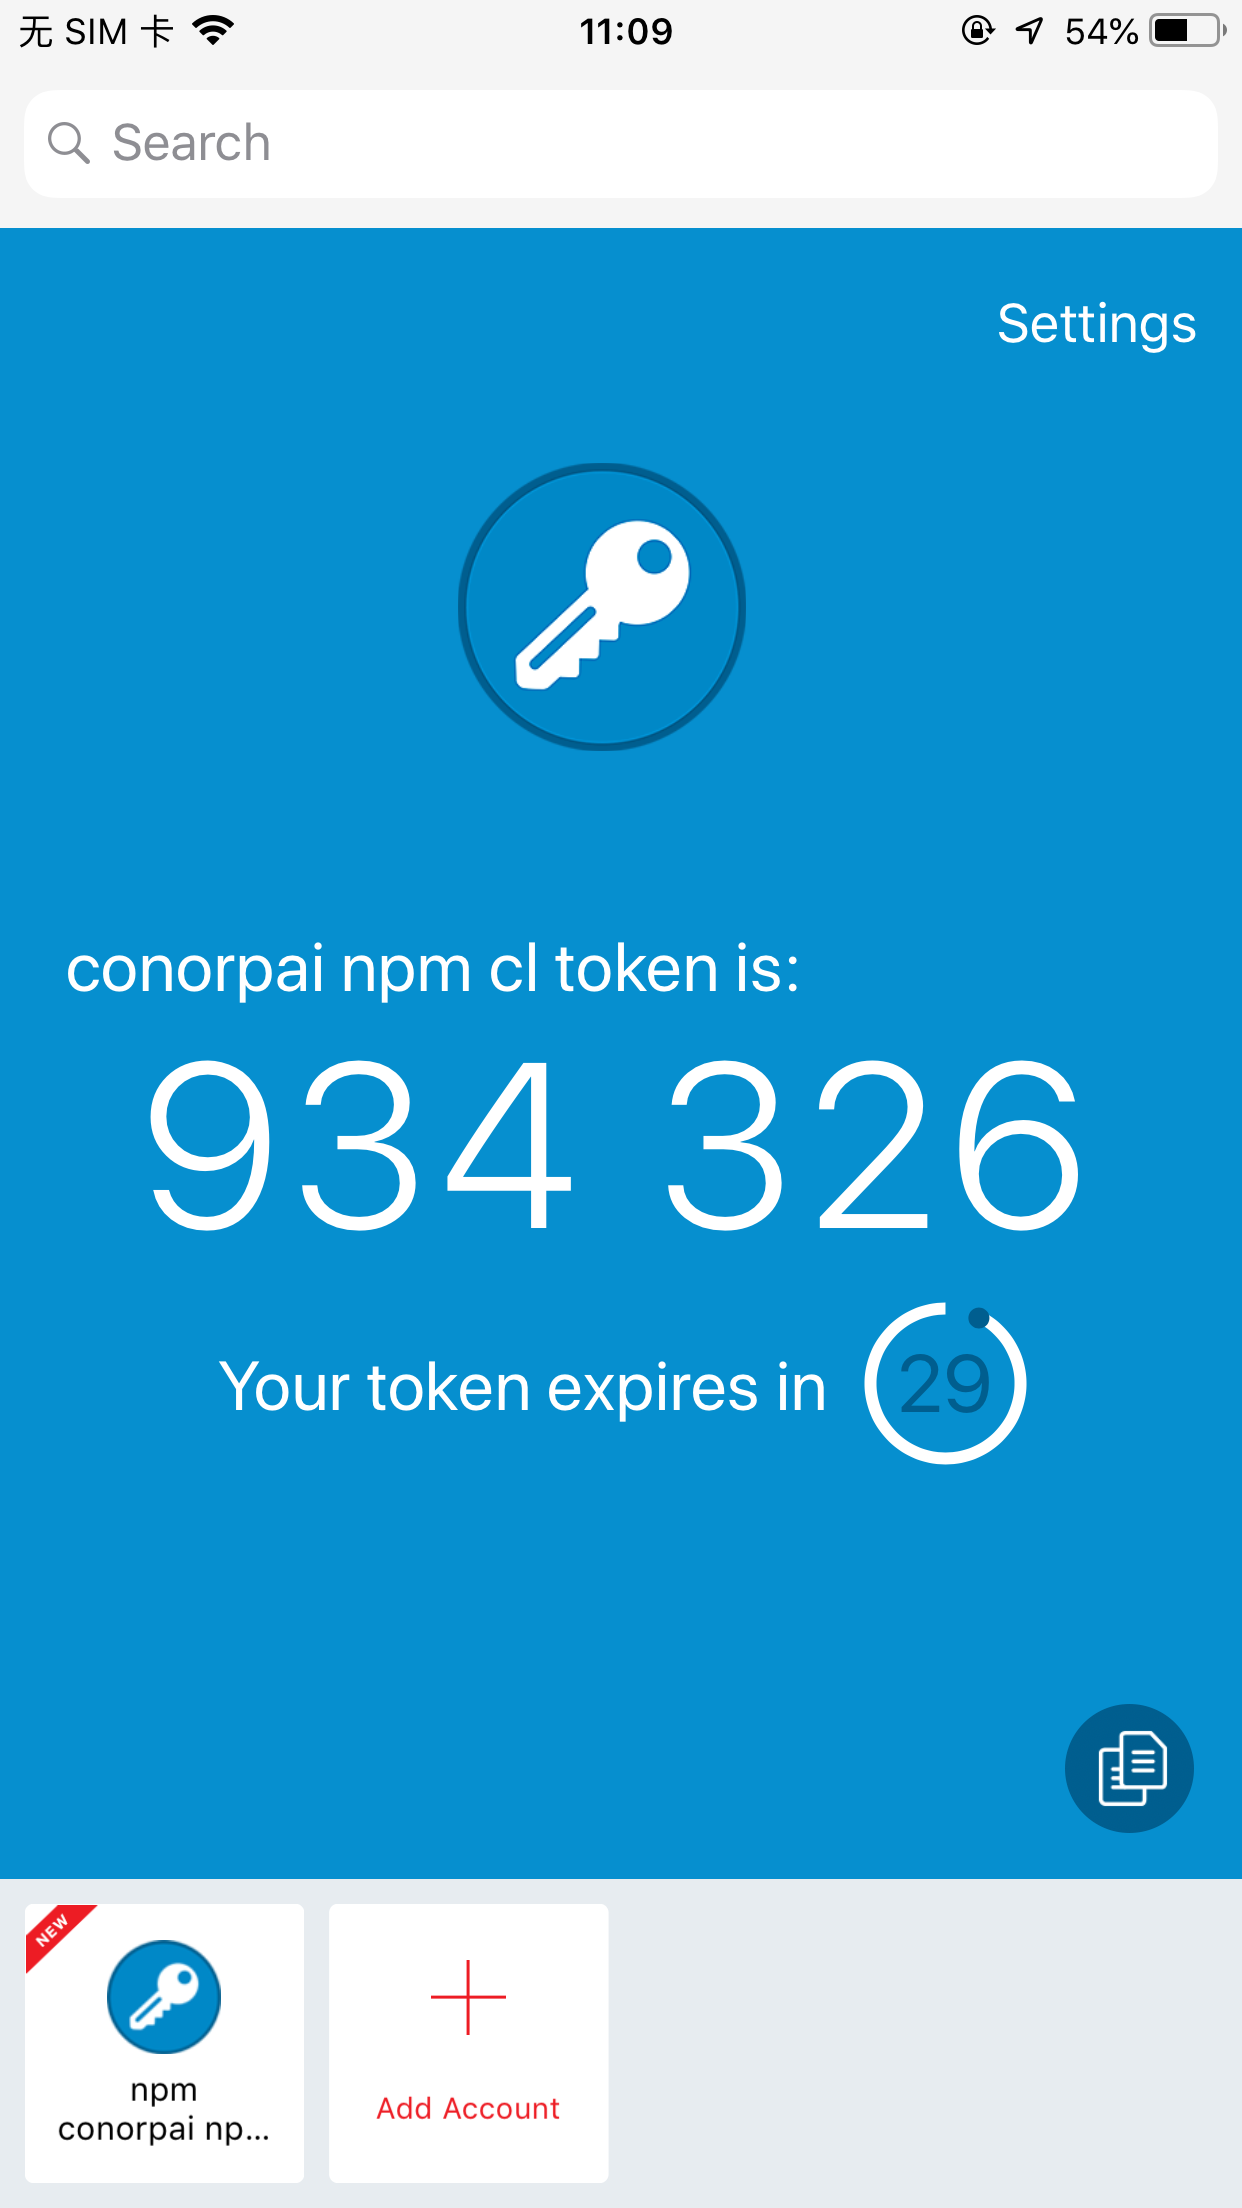 无 SIM 卡
11:09
54%
Search
Settings
conorpai npm cl token is:
934 326
Your token expires in
29
NEW
npm
conorpai np...
Add Account